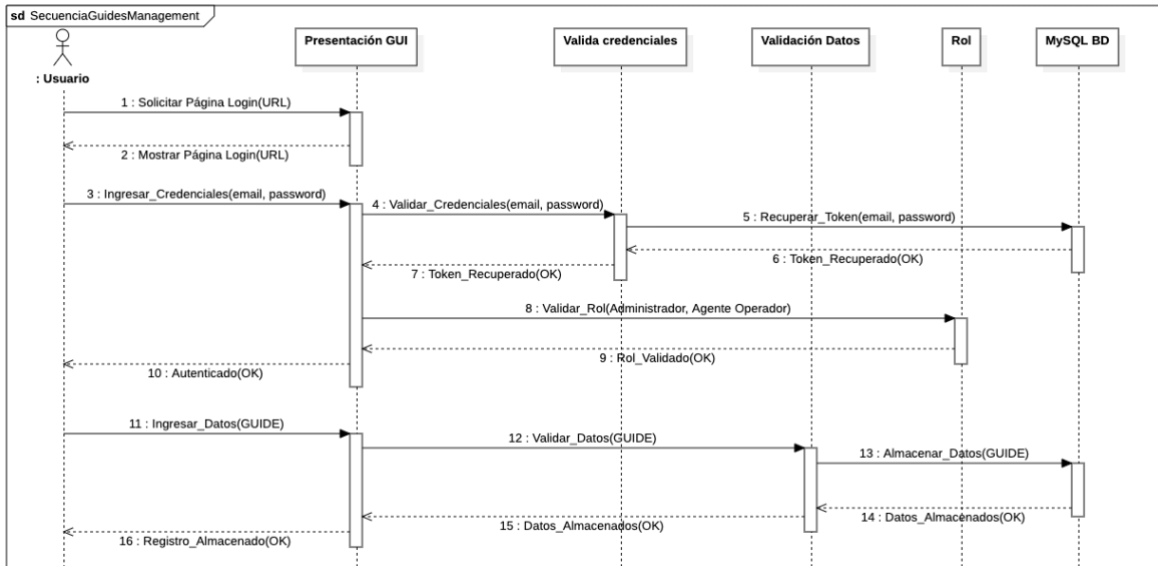 sd SecuenciaGuidesManagement
: Usuario
Presentación GUI
Valida credenciales
Validación Datos
Rol
MySQL BD
1 : Solicitar Página Login(URL)
2 : Mostrar Página Login(URL)
3 : Ingresar_Credenciales(email, password)
4 : Validar_Credenciales(email, password)
5 : Recuperar_Token(email, password)
6 : Token_Recuperado(OK)
7 : Token_Recuperado(OK)
8 : Validar_Rol(Administrador, Agente Operador)
9 : Rol_Validado(OK)
10 : Autenticado(OK)
11 : Ingresar_Datos(GUIDE)
12 : Validar_Datos(GUIDE)
13 : Almacenar_Datos(GUIDE)
14 : Datos_Almacenados(OK)
15 : Datos_Almacenados(OK)
16 : Registro_Almacenado(OK)